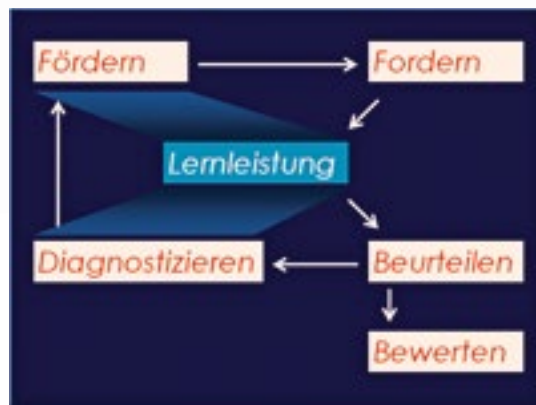 Fördern
Fordern
Lernleistung
Diagnostizieren
Beurteilen
Bewerten